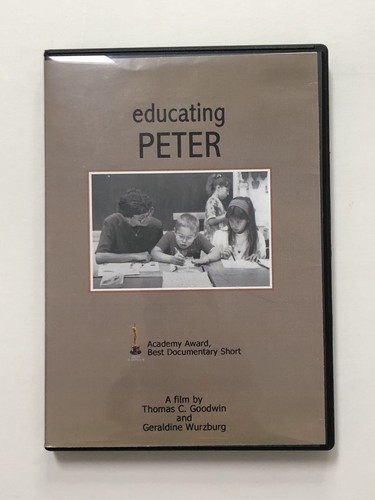 educating
PETER
Academy Award,
Best Documentary Short
A film by
Thomas C. Goodwin
and
Geraldine Wurzburg